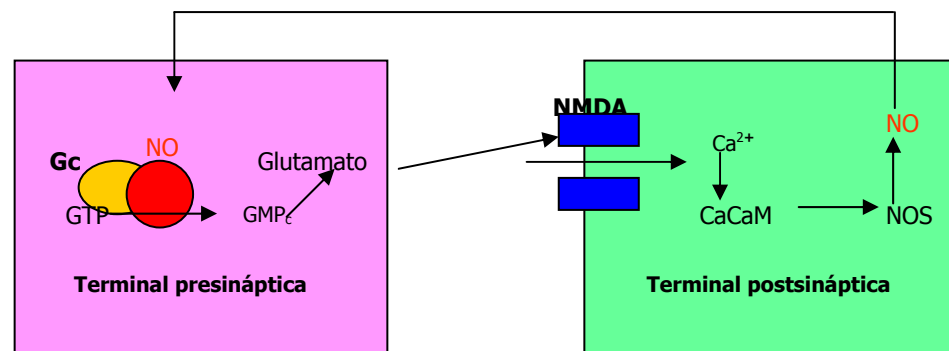 NMDA
NO
NO
Gc
Glutamato
Ca²⁺
GTP
GMPc
CaCaM
NOS
Terminal presináptica
Terminal postsináptica